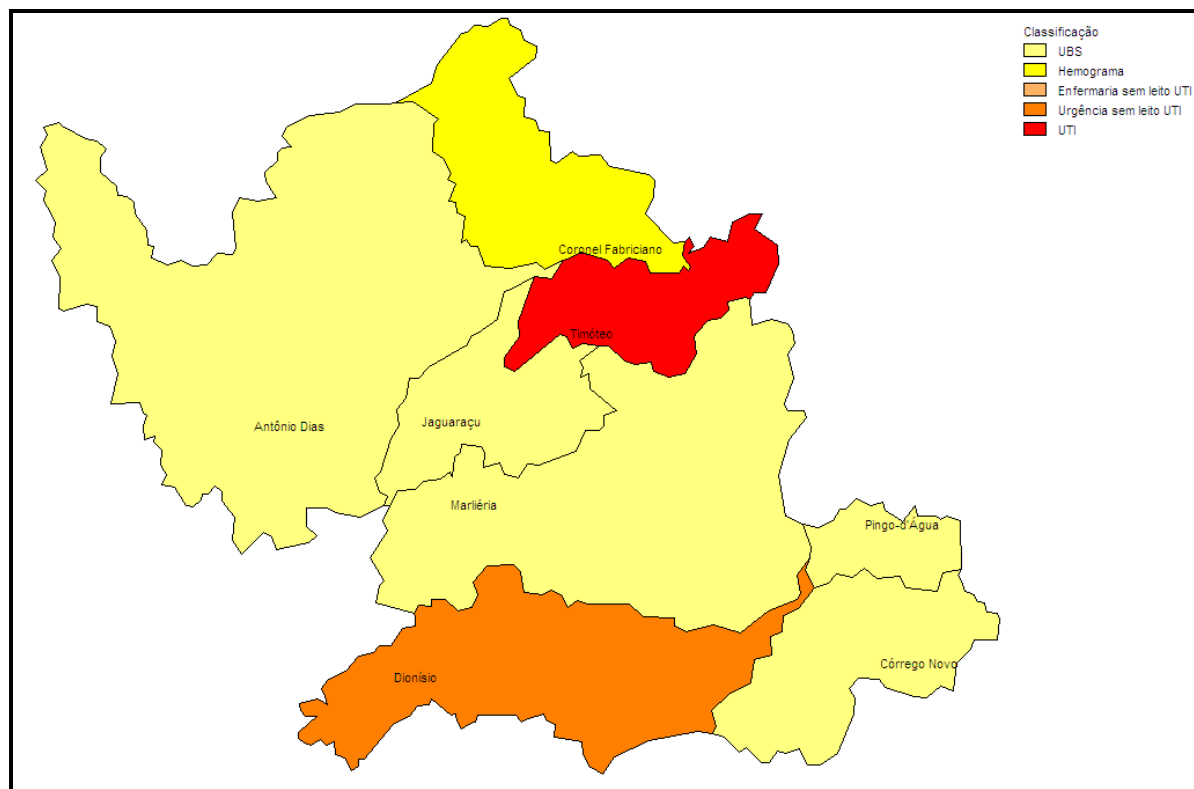 Classificação
UBS
Hemograma
Enfermaria sem leito UTI
Urgência sem leito UTI
UTI
Coronel Fabriciano
Timóteo
Antônio Dias
Jaguaraçu
Marliéria
Pingo-d'Água
Córrego Novo
Dionísio